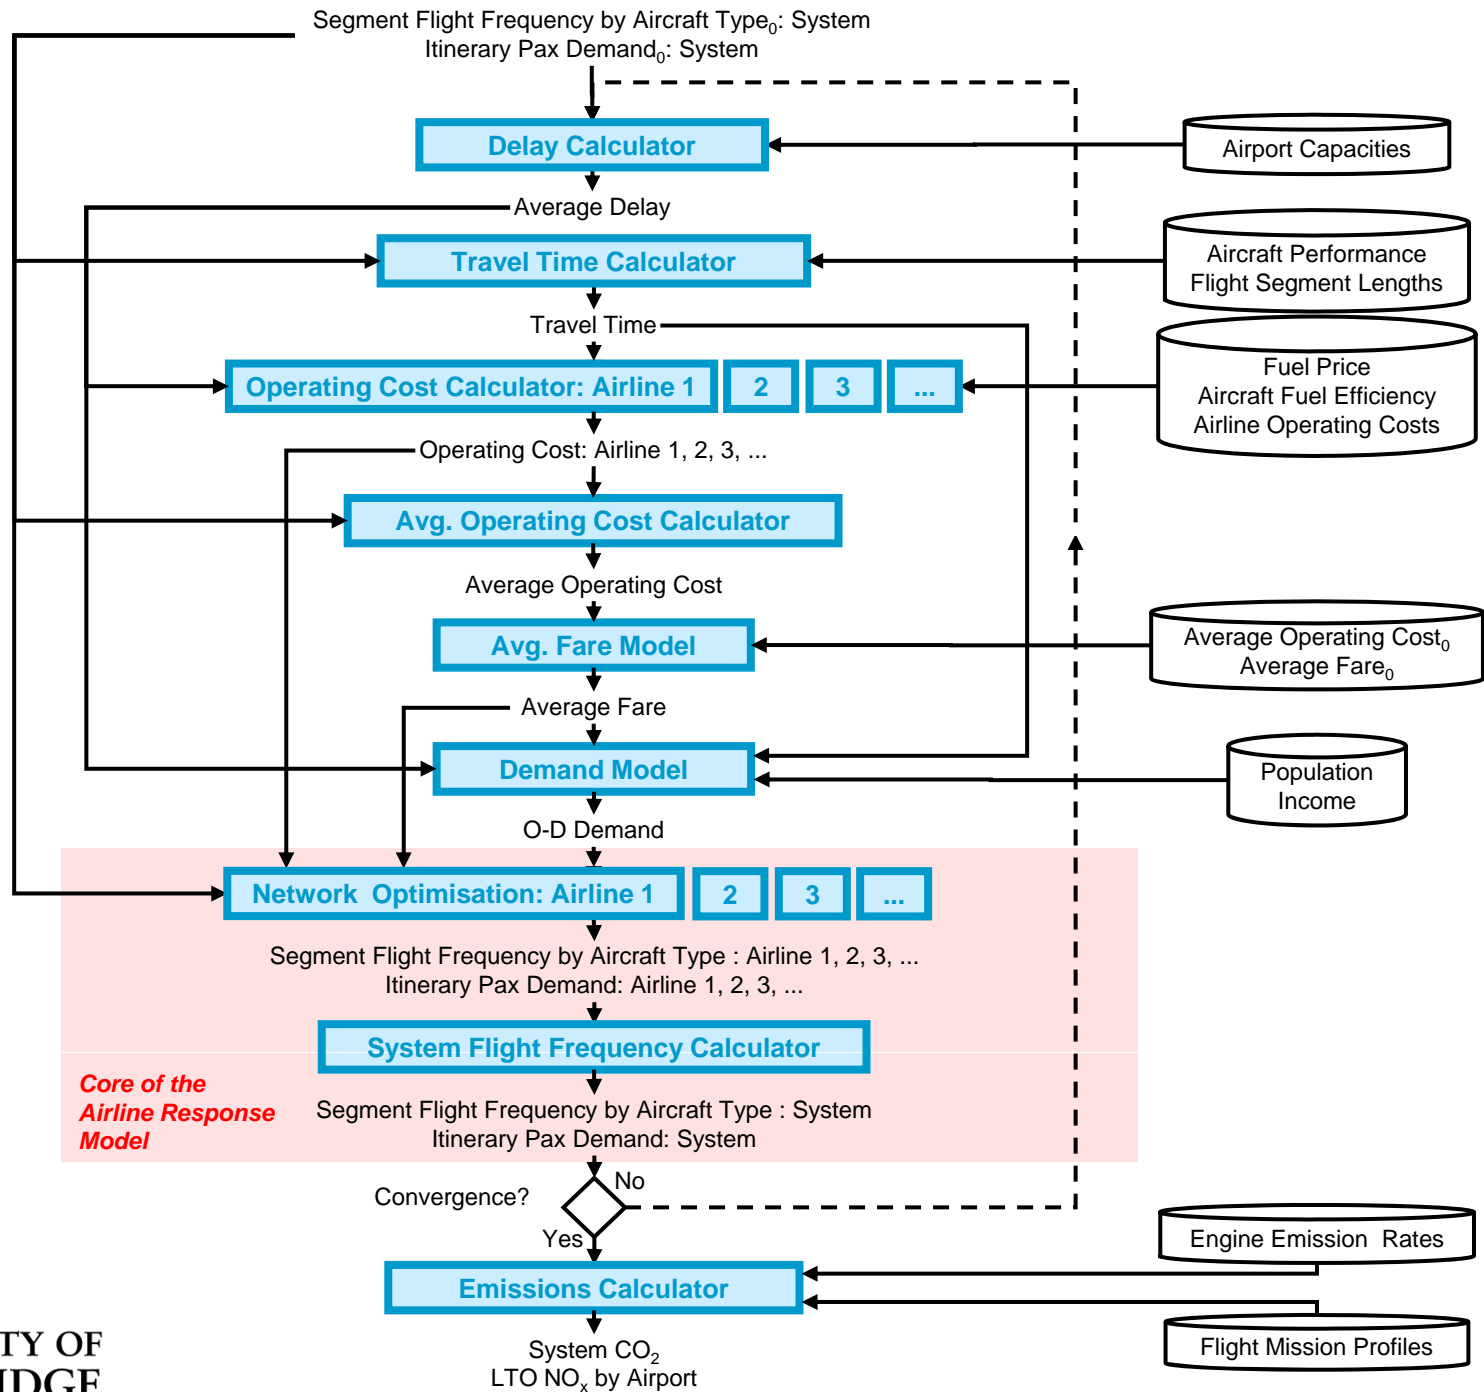 Segment Flight Frequency by Aircraft Type0: System
Itinerary Pax Demand0: System
Delay Calculator
Airport Capacities
Average Delay
Travel Time Calculator
Aircraft Performance
Flight Segment Lengths
Travel Time
Operating Cost Calculator: Airline 1
2
3
...
Fuel Price
Aircraft Fuel Efficiency
Airline Operating Costs
Operating Cost: Airline 1, 2, 3, ...
Avg. Operating Cost Calculator
Average Operating Cost
Avg. Fare Model
Average Operating Cost0
Average Fare0
Average Fare
Demand Model
Population
Income
O-D Demand
Network Optimisation: Airline 1
2
3
...
Segment Flight Frequency by Aircraft Type : Airline 1, 2, 3, ...
Itinerary Pax Demand: Airline 1, 2, 3, ...
System Flight Frequency Calculator
Core of the
Airline Response
Model
Segment Flight Frequency by Aircraft Type : System
Itinerary Pax Demand: System
Convergence?
No
Yes
Engine Emission Rates
Emissions Calculator
Flight Mission Profiles
System CO2
LTO NOx by Airport
TY OF
IDGE